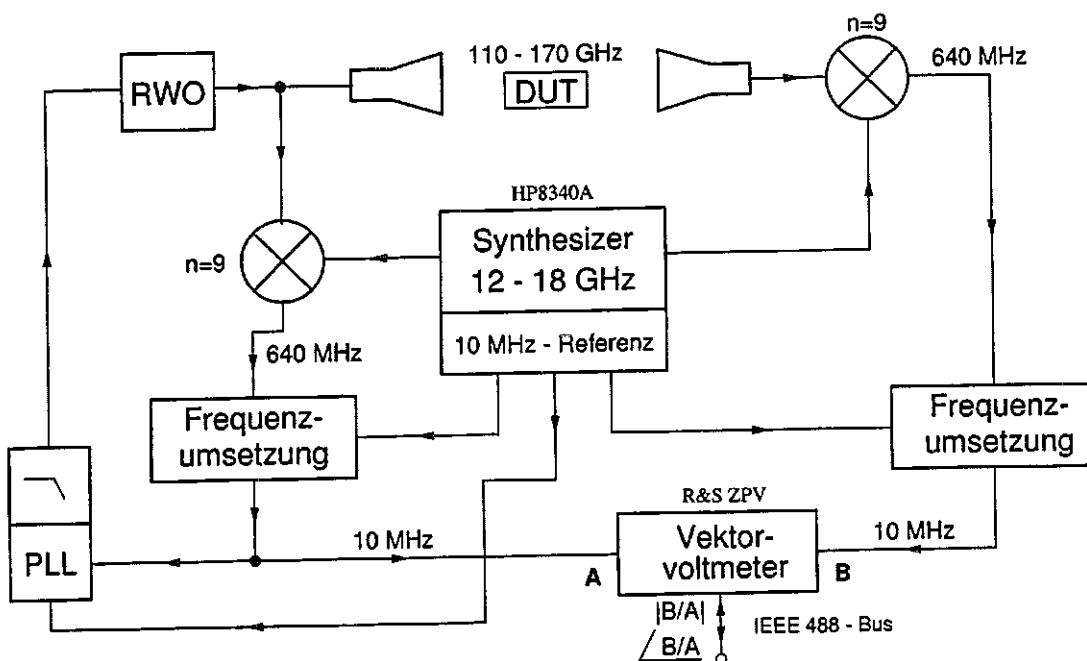 n=9
110 - 170 GHz
640 MHz
RWO
DUT
HP8340A
Synthesizer
12 - 18 GHz
n=9
10 MHz - Referenz
640 MHz
Frequenz-
umsetzung
Frequenz-
umsetzung
R&S ZPV
10 MHz
Vektor-
voltmeter
10 MHz
PLL
A
B
|B/A|
B/A
IEEE 488 - Bus